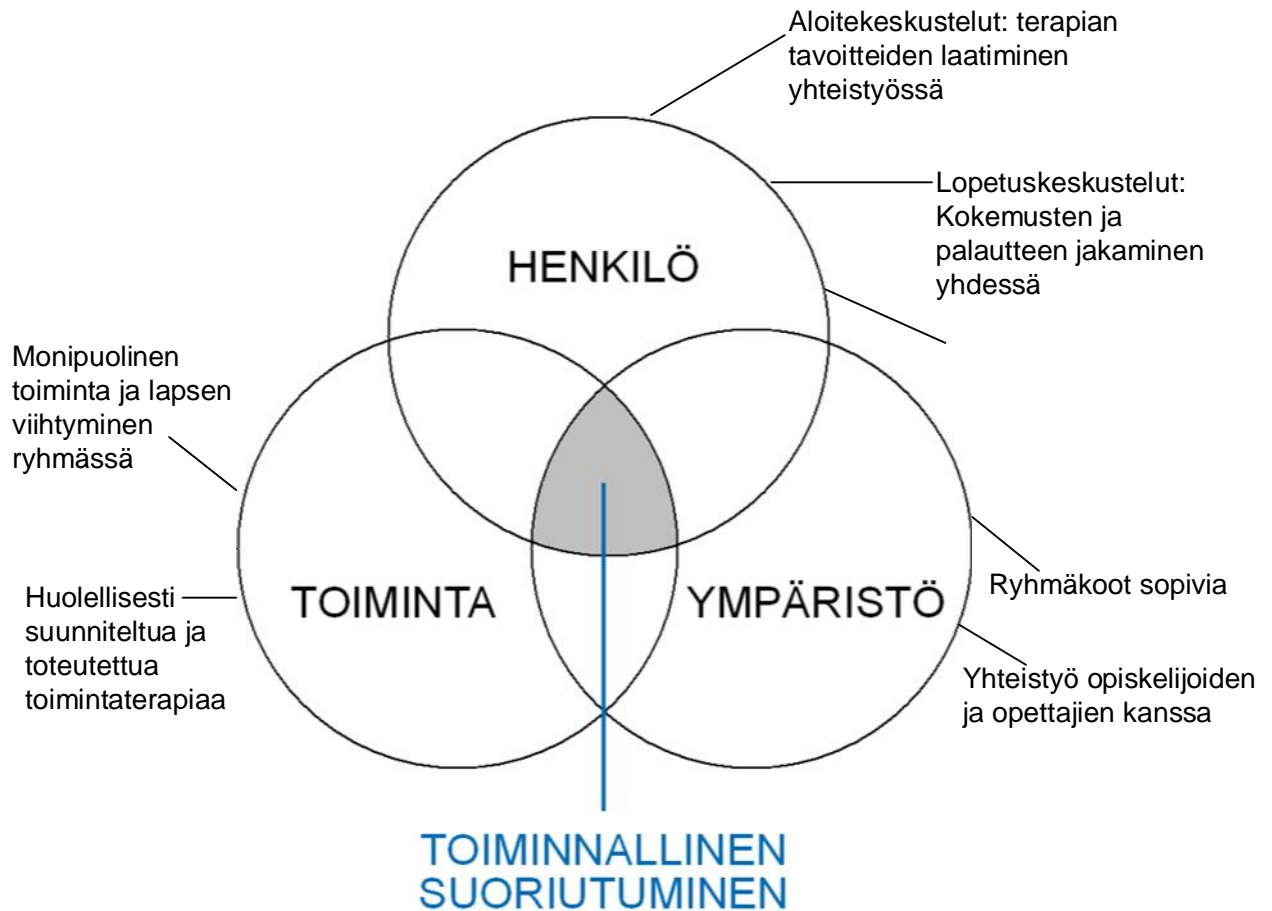 Aloitekeskustelut: terapian
tavoitteiden laatiminen
yhteistyössä
Lopetuskeskustelut:
Kokemusten ja
palautteen jakaminen
yhdessä
HENKILÖ
Monipuolinen
toiminta ja lapsen
viihtyminen
ryhmässä
Huolellisesti
suunniteltua ja
toteutettua
toimintaterapiaa
TOIMINTA
YMPÄRISTÖ
Ryhmäkoot sopivia
Yhteistyö opiskelijoiden
ja opettajien kanssa
TOIMINNALLINEN
SUORIUTUMINEN